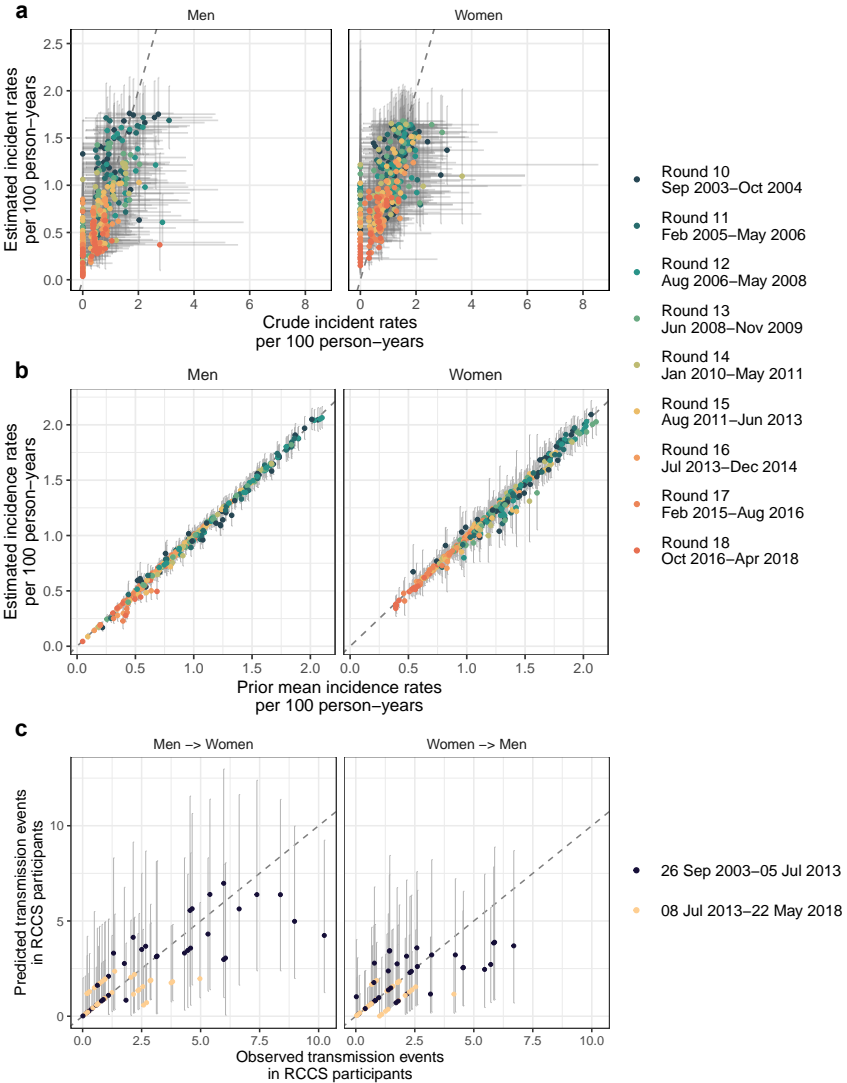 a
Men
Women
Estimated incident rates
per 100 person−years
2.5
2.0
1.5
1.0
0.5
0.0
0
2
4
6
8
0
2
4
6
8
Crude incident rates
per 100 person−years
Round 10
Sep 2003−Oct 2004
Round 11
Feb 2005−May 2006
Round 12
Aug 2006−May 2008
Round 13
Jun 2008−Nov 2009
Round 14
Jan 2010−May 2011
Round 15
Aug 2011−Jun 2013
Round 16
Jul 2013−Dec 2014
Round 17
Feb 2015−Aug 2016
Round 18
Oct 2016−Apr 2018
b
Men
Women
Estimated incidence rates
per 100 person−years
2.0
1.5
1.0
0.5
0.0
0.0
0.5
1.0
1.5
2.0
0.0
0.5
1.0
1.5
2.0
Prior mean incidence rates
per 100 person−years
c
Men −> Women
Women −> Men
Predicted transmission events
in RCCS participants
10
5
0
0.0
2.5
5.0
7.5
10.0
0.0
2.5
5.0
7.5
10.0
Observed transmission events
in RCCS participants
26 Sep 2003−05 Jul 2013
08 Jul 2013−22 May 2018